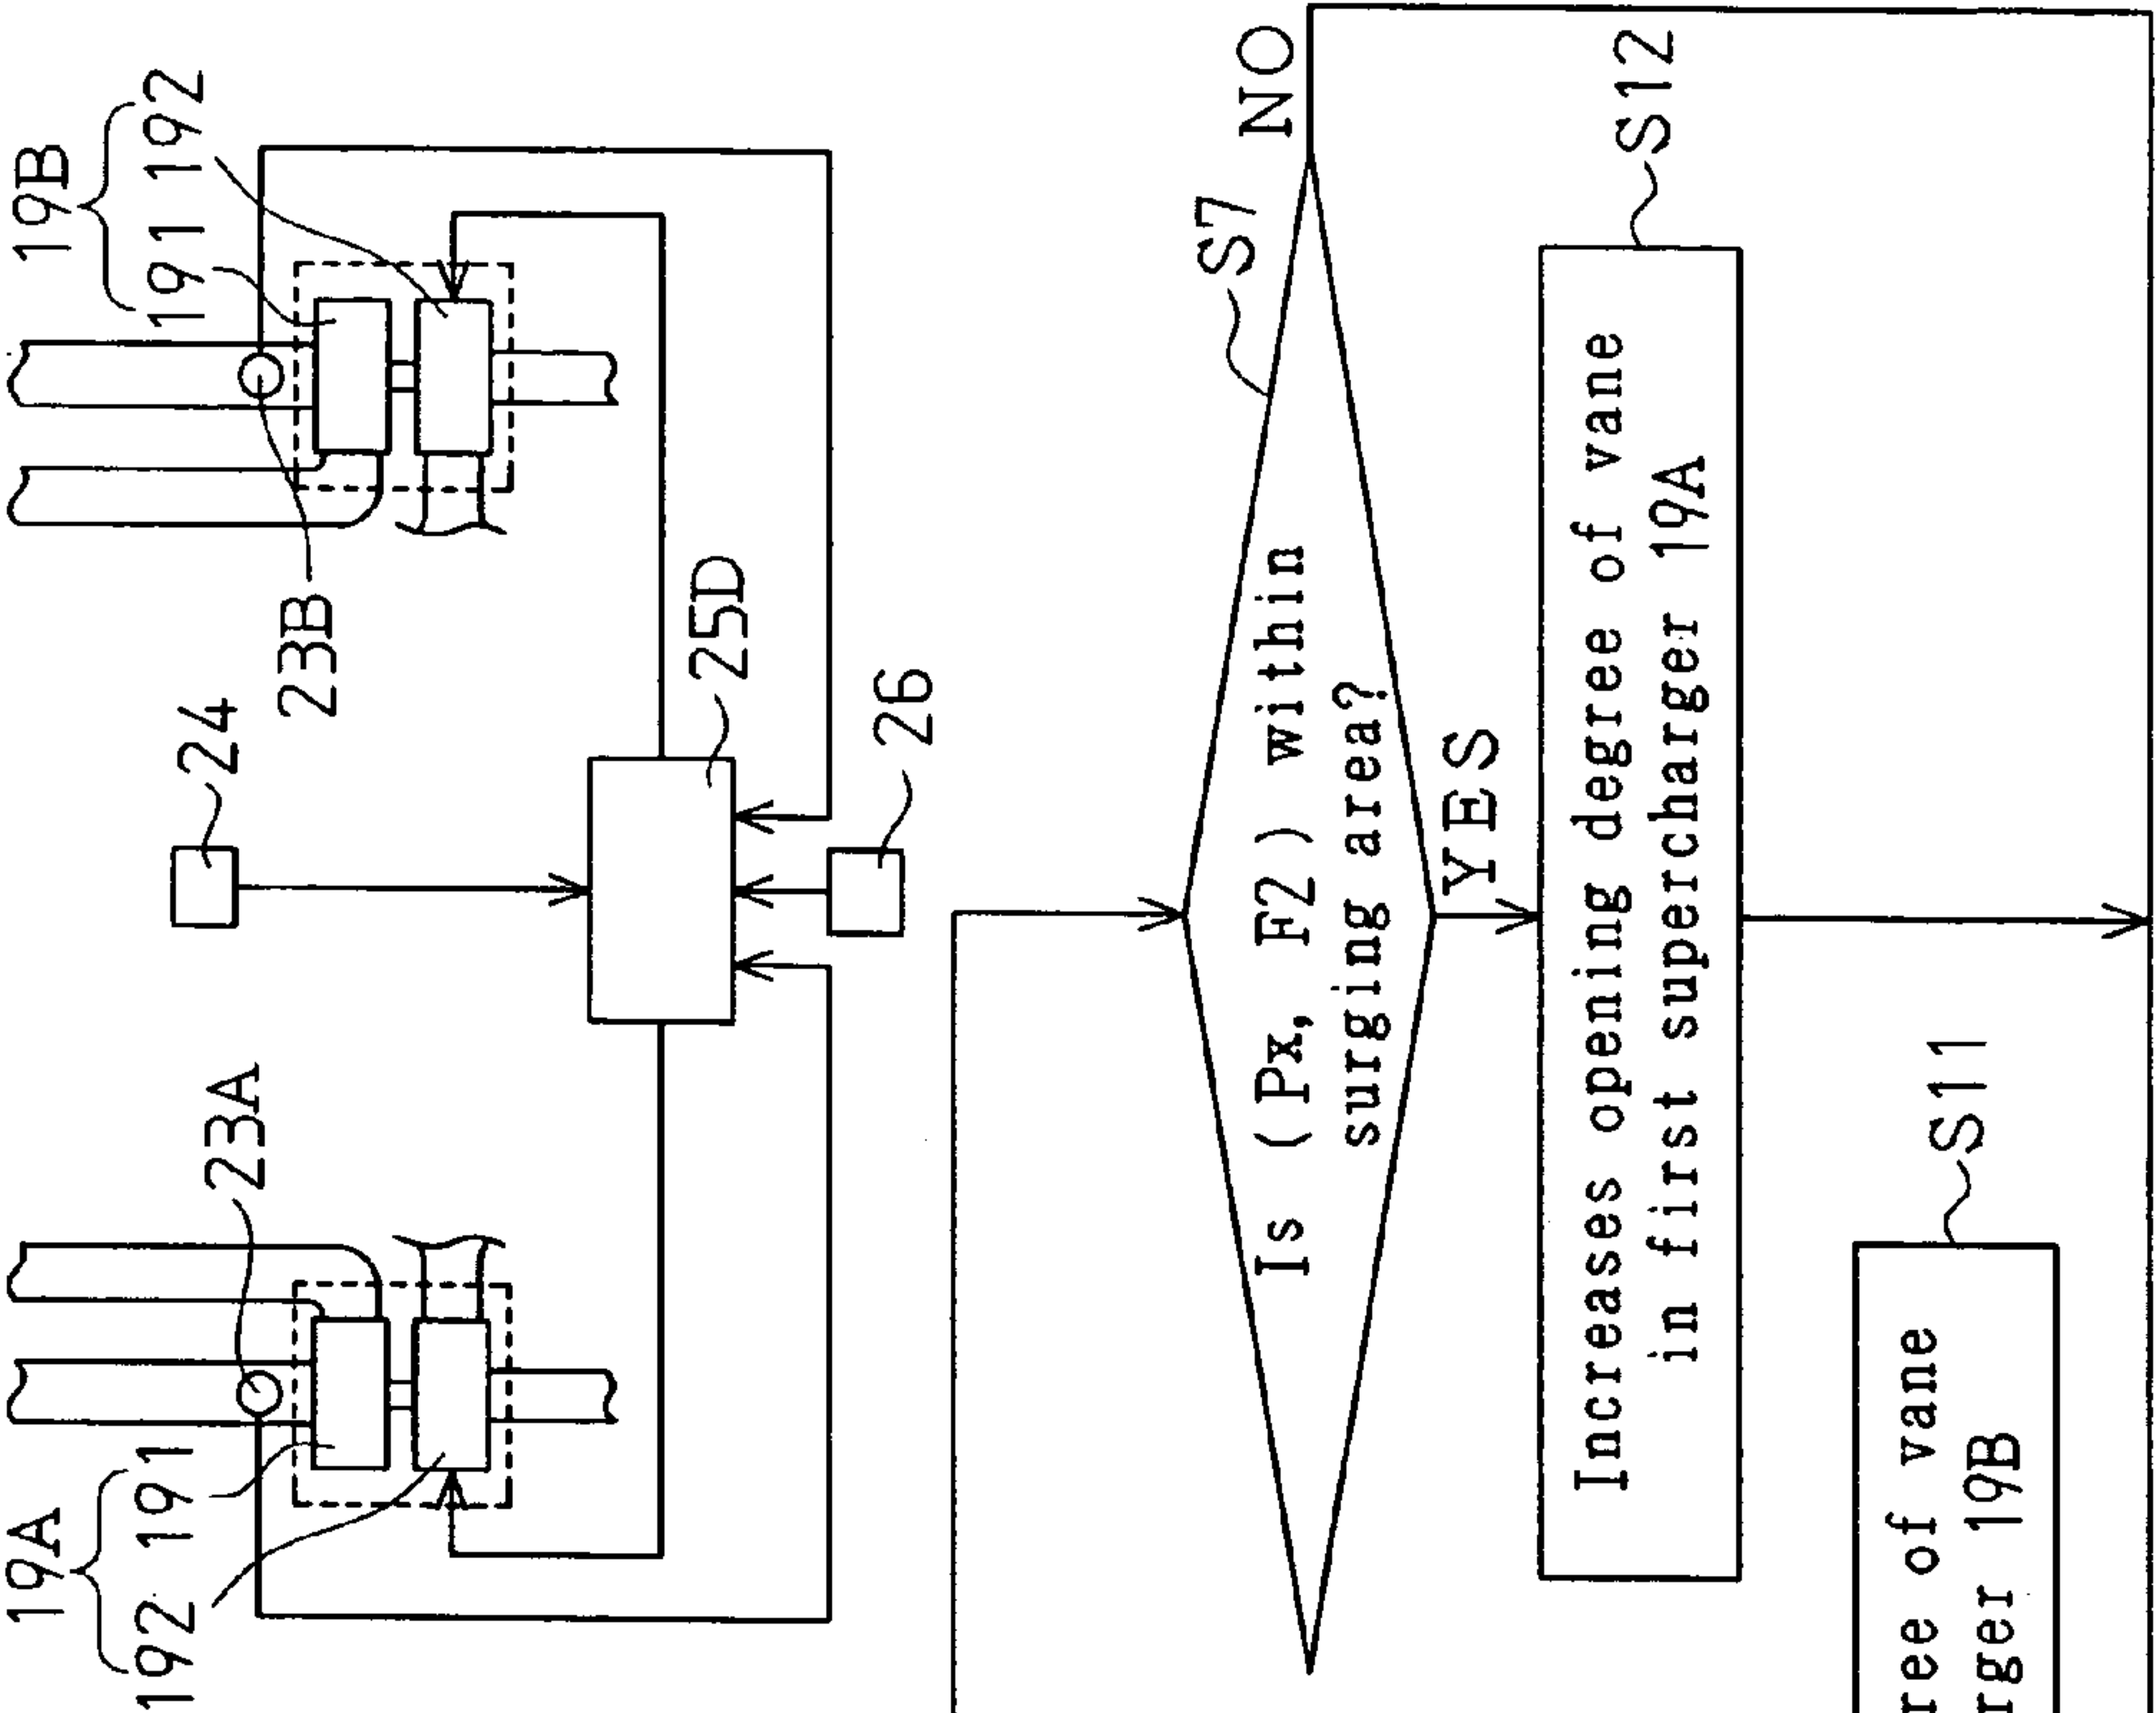 19A
192 191
23A
24
23B
19B
191 192
25D
26
S7
Is (Px, F2) within
surging area?
NO
YES
Increases opening degree of vane
in first supercharger 19A
S12
ree of vane
rger 19B
S11